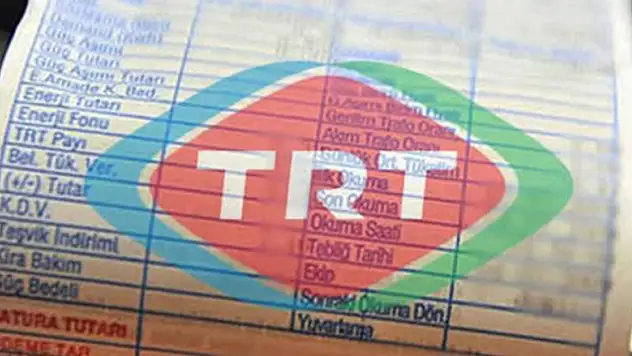 Güç Aşımı
Güç Tutarı
Güç Aşım Tutarı
E.Amade K. Bed.
Enerji Tutarı
Enerji Fonu
TRT Payı
Bel. Tük. Ver.
(+/-) Tutar
K.D.V.
Teşvik İndirimi
Kira Bakım
Güç Bedeli
ATURA TUTARI
Gerilim Trafo Oranı
Akım Trafo Oranı
Günlük Ort. Tüketim
İlk Okuma
Son Okuma
Okuma Saati
Tebliğ Tarihi
Ekip
Sonraki Okuma Dön.
Yuvarlama
TRT